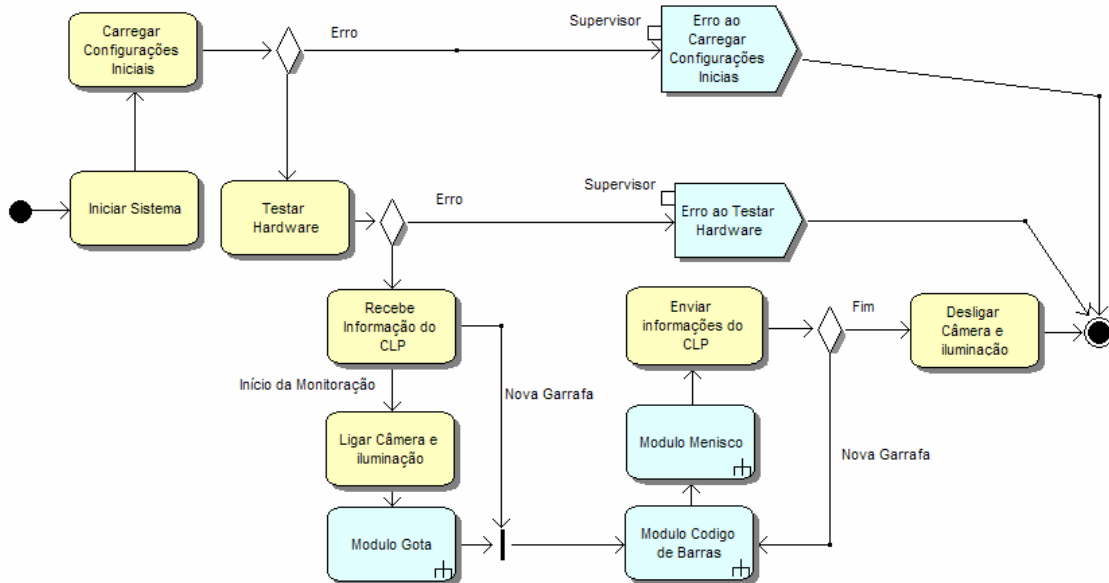 Carregar
Configurações
Iniciais
Erro
Supervisor
Erro ao
Carregar
Configurações
Inicias
Iniciar Sistema
Testar
Hardware
Erro
Supervisor
Erro ao Testar
Hardware
Recebe
Informação do
CLP
Enviar
informações do
CLP
Fim
Desligar
Câmera e
iluminação
Início da Monitoração
Nova Garrafa
Ligar Câmera e
iluminação
Modulo Menisco
Nova Garrafa
Modulo Gota
Modulo Codigo
de Barras